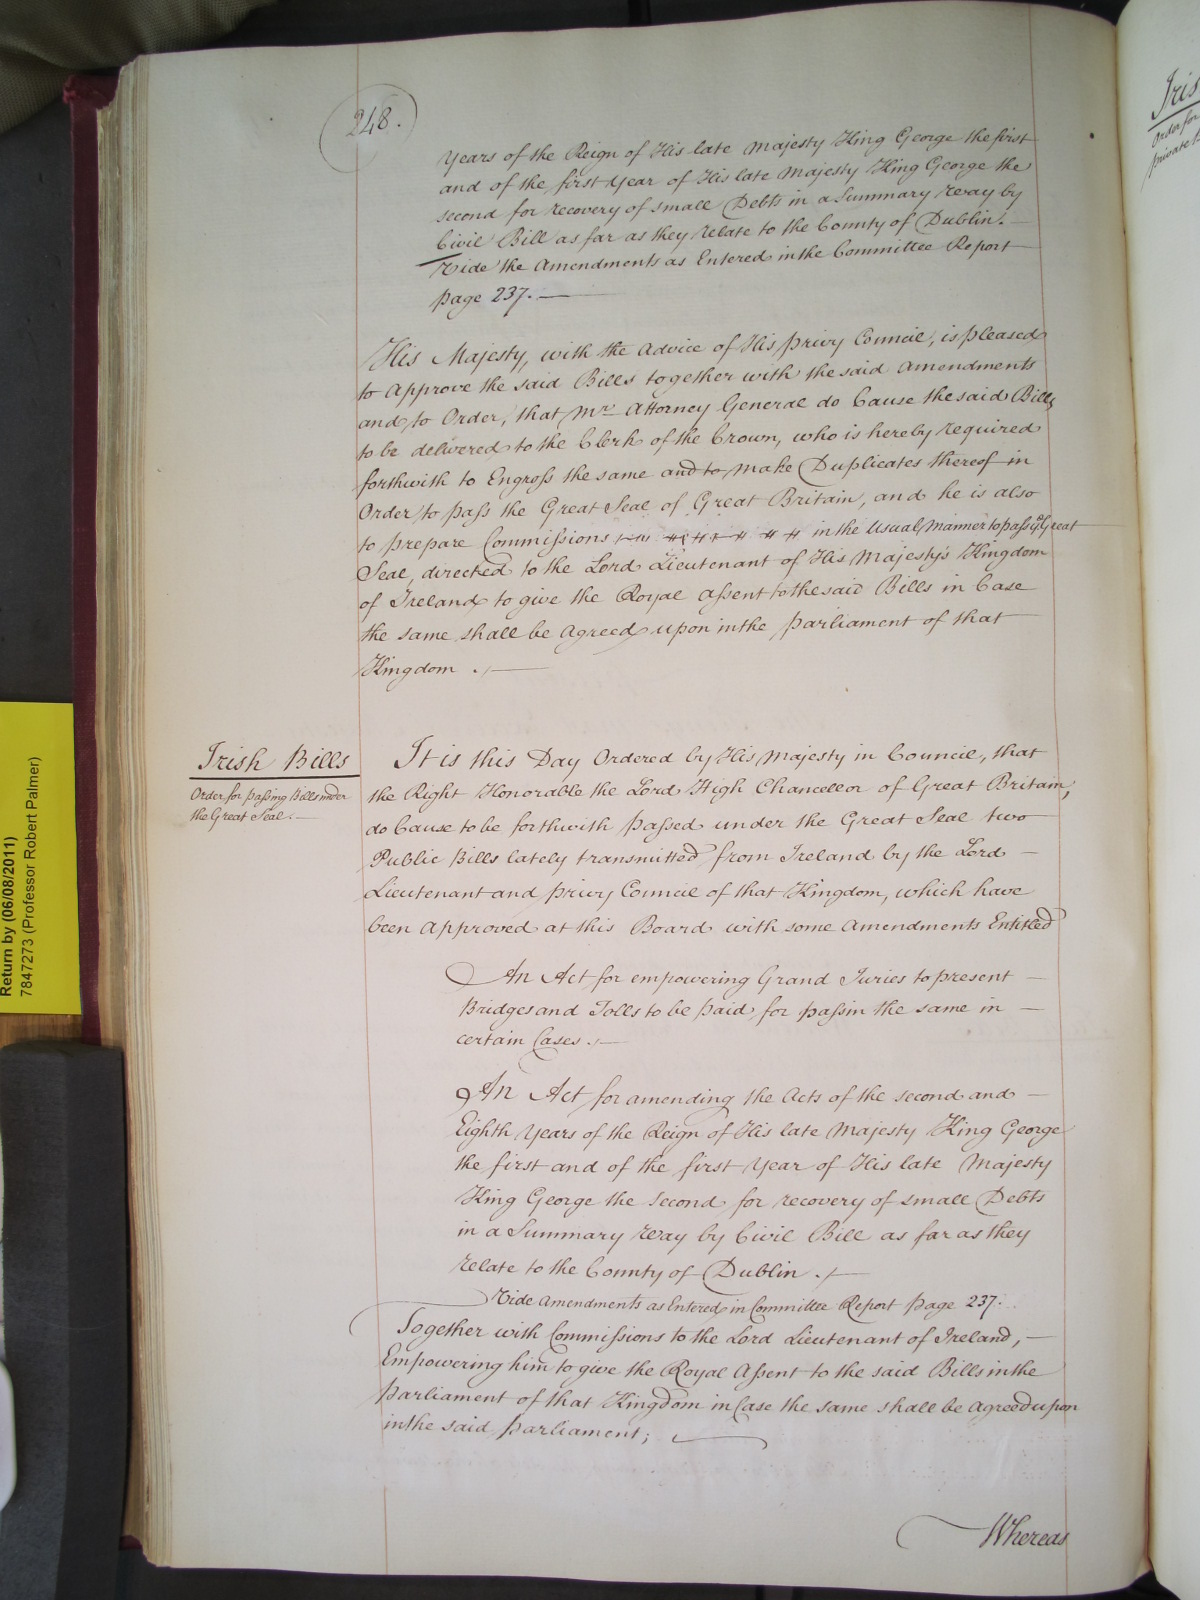 248.
Years of the Reign of His late Majesty King George the first
and of the first Year of His late Majesty King George the
second for recovery of small Debts in a Summary Way by
Civil Bill as far as they relate to the County of Dublin.
Vide the Amendments as Entered in the Committee Report
page 237.
His Majesty, with the Advice of His privy Council, is pleased
to Approve the said Bills together with the said Amendments
and to Order, that Mr. Attorney General do Cause the said Bills
to be delivered to the Clerk of the Crown, who is hereby required
forthwith to Engross the same and to make Duplicates thereof in
Order to pass the Great Seal of Great Britain, and he is also
to prepare Commissions in the Usual Manner to pass ye Great
Seal, directed to the Lord Lieutenant of His Majesty's Kingdom
of Ireland to give the Royal Assent to the said Bills in Case
the same shall be Agreed upon in the Parliament of that
Kingdom.
Irish Bills
Order for passing Bills under
the Great Seal.
It is this Day Ordered by His Majesty in Council, that
the Right Honorable the Lord High Chancellor of Great Britain,
do Cause to be forthwith passed under the Great Seal two
Public Bills lately transmitted from Ireland by the Lord
Lieutenant and privy Council of that Kingdom, which have
been Approved at this Board with some Amendments Entitled
An Act for empowering Grand Juries to present
Bridges and Tolls to be paid for passin the same in
certain Cases.
An Act for amending the Acts of the second and
Eighth Years of the Reign of His late Majesty King George
the first and of the first Year of His late Majesty
King George the Second for recovery of small Debts
in a Summary Way by Civil Bill as far as they
relate to the County of Dublin.
Vide Amendments as Entered in Committee Report page 237.
Together with Commissions to the Lord Lieutenant of Ireland,
Empowering him to give the Royal Assent to the said Bills in the
Parliament of that Kingdom in Case the same shall be Agreed upon
in the said Parliament;
Whereas
Return by (06/08/2011)
7847273 (Professor Robert Palmer)
Iris
Order for
private